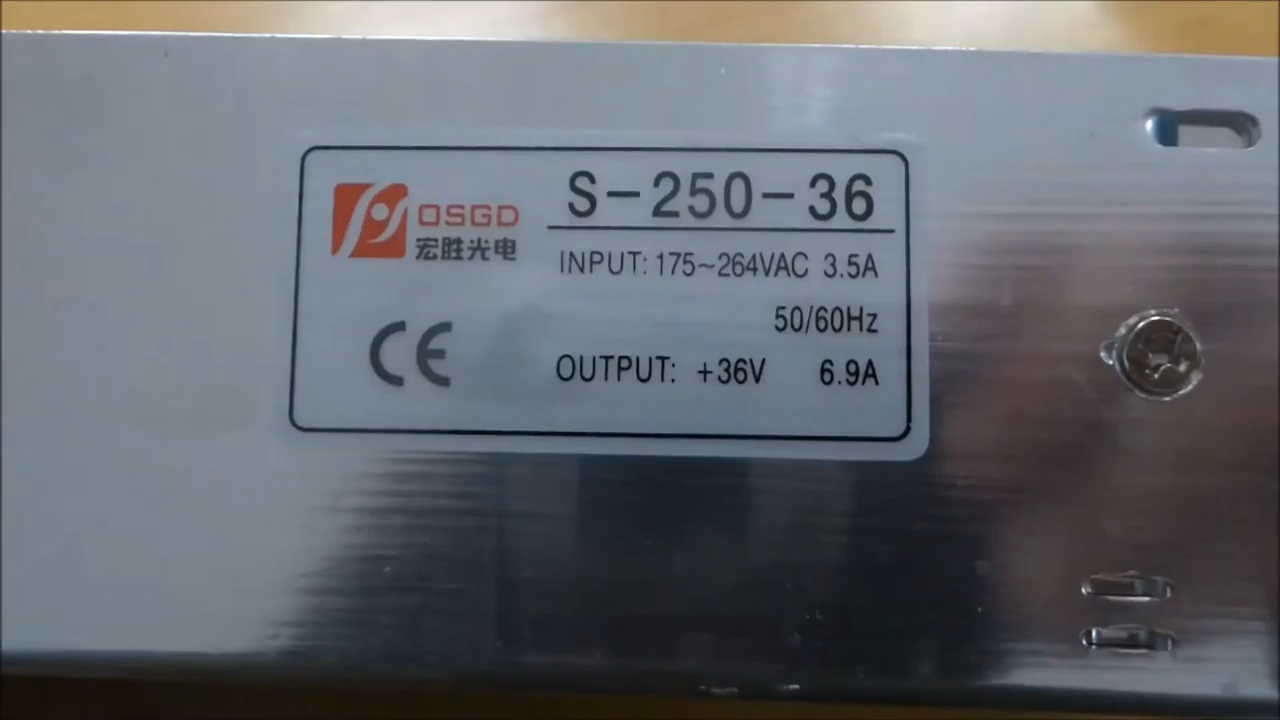 OSGD
宏胜光电
CE
S-250-36
INPUT: 175~264VAC 3.5A
50/60Hz
OUTPUT: +36V 6.9A